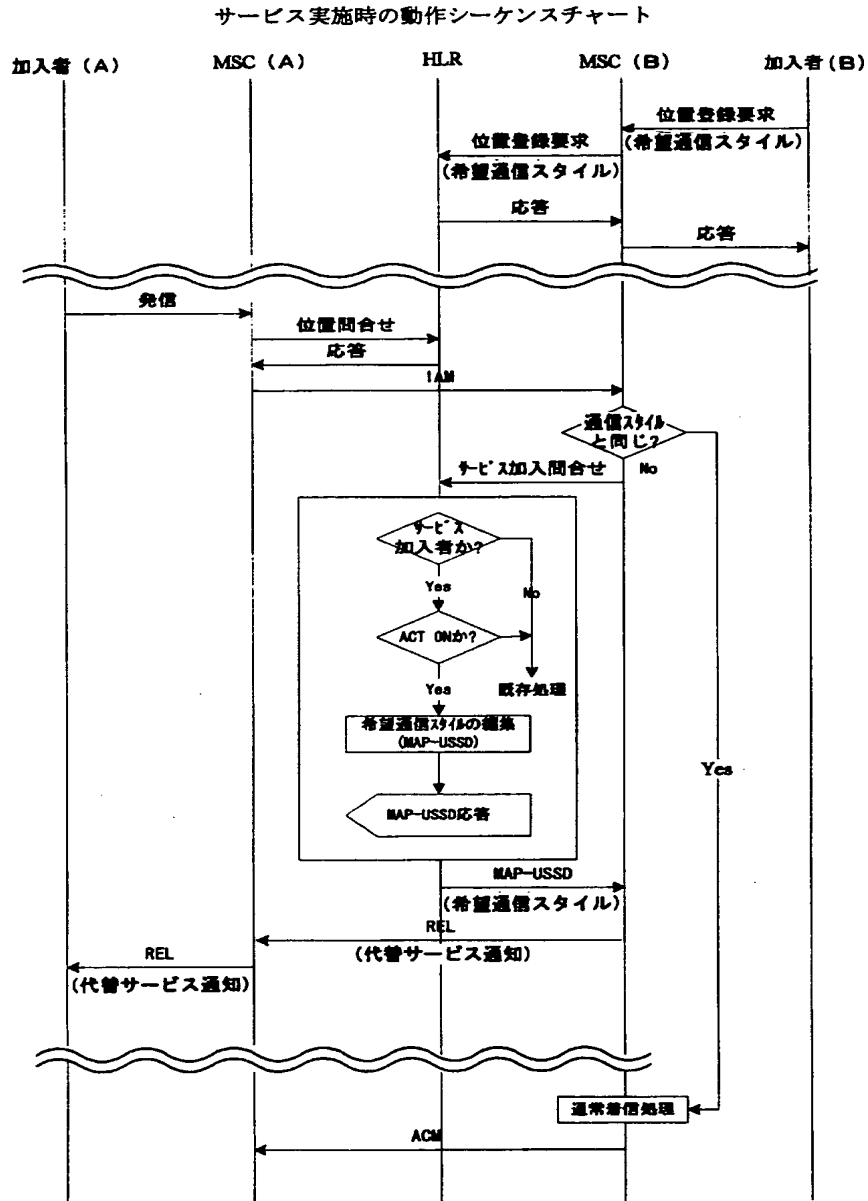 サービス実施時の動作シーケンスチャート
加入者（A）
MSC（A）
HLR
MSC（B）
加入者（B）
位置登録要求
(希望通信スタイル)
位置登録要求
(希望通信スタイル)
応答
応答
発信
位置問合せ
応答
IAM
通信スタイル
と同じ?
サービス加入問合せ
No
サービス
加入者か?
Yes
No
ACT ONか?
Yes
既存処理
希望通信スタイルの編集
(MAP-USSD)
Yes
MAP-USSD応答
MAP-USSD
(希望通信スタイル)
REL
(代替サービス通知)
REL
(代替サービス通知)
通常着信処理
ACM